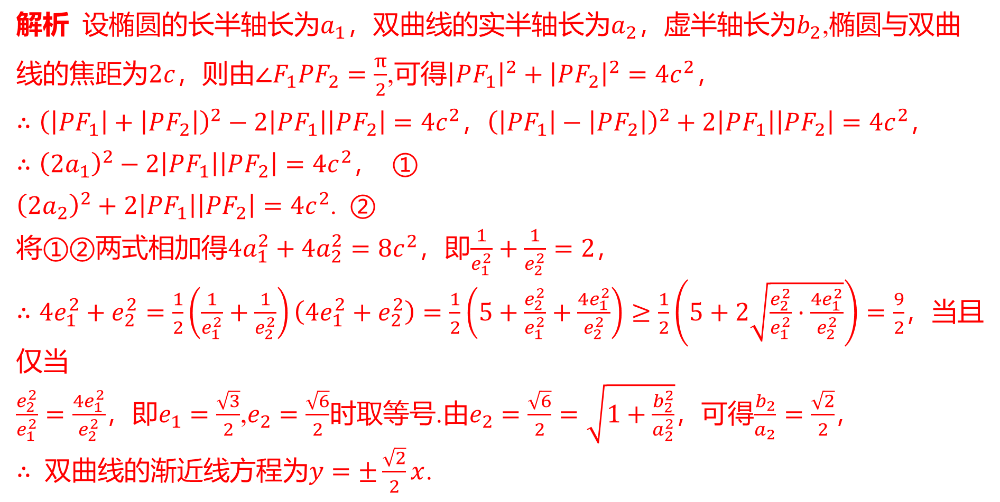 解析 设椭圆的长半轴长为$a_1$，双曲线的实半轴长为$a_2$，虚半轴长为$b_2$,椭圆与双曲
线的焦距为$2c$，则由$\angle F_1PF_2=\frac{\pi}{2}$,可得$|PF_1|^2+|PF_2|^2=4c^2$，
$\therefore (|PF_1|+|PF_2|)^2-2|PF_1||PF_2|=4c^2$，$(|PF_1|-|PF_2|)^2+2|PF_1||PF_2|=4c^2$，
$\therefore (2a_1)^2-2|PF_1||PF_2|=4c^2$， ①
$(2a_2)^2+2|PF_1||PF_2|=4c^2$. ②
将①②两式相加得$4a_1^2+4a_2^2=8c^2$，即$\frac{1}{e_1^2}+\frac{1}{e_2^2}=2$，
$\therefore 4e_1^2+e_2^2=\frac{1}{2}\left(\frac{1}{e_1^2}+\frac{1}{e_2^2}\right)(4e_1^2+e_2^2)=\frac{1}{2}\left(5+\frac{e_2^2}{e_1^2}+\frac{4e_1^2}{e_2^2}\right)\geq\frac{1}{2}\left(5+2\sqrt{\frac{e_2^2}{e_1^2}\cdot\frac{4e_1^2}{e_2^2}}\right)=\frac{9}{2}$，当且
仅当
$\frac{e_2^2}{e_1^2}=\frac{4e_1^2}{e_2^2}$，即$e_1=\frac{\sqrt{3}}{2}$,$e_2=\frac{\sqrt{6}}{2}$时取等号.由$e_2=\frac{\sqrt{6}}{2}=\sqrt{1+\frac{b_2^2}{a_2^2}}$，可得$\frac{b_2}{a_2}=\frac{\sqrt{2}}{2}$，
$\therefore$ 双曲线的渐近线方程为$y=\pm\frac{\sqrt{2}}{2}x$.